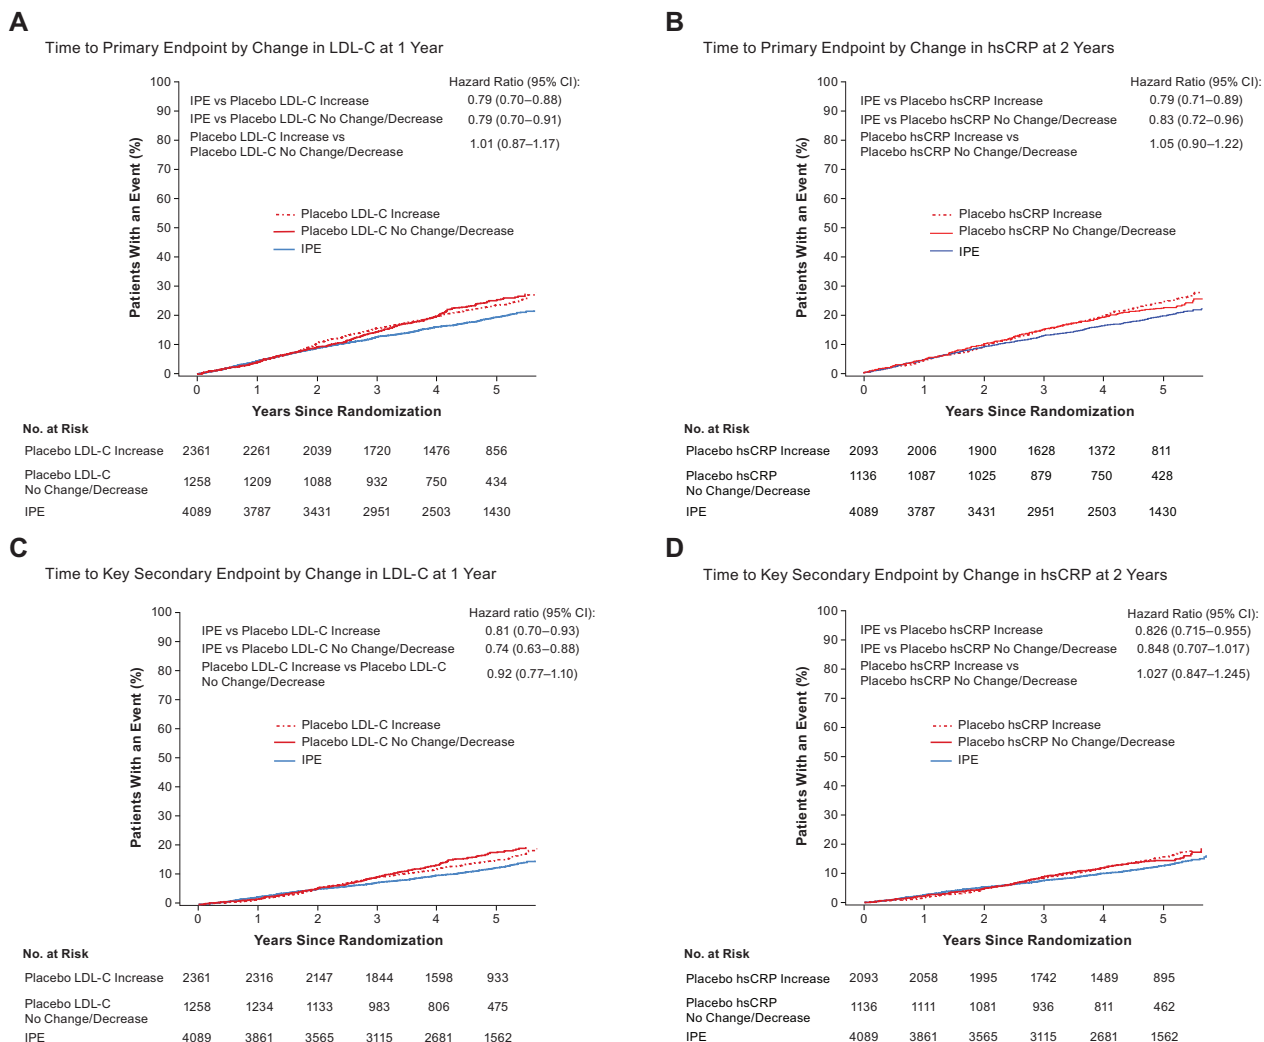 A
Time to Primary Endpoint by Change in LDL-C at 1 Year
Hazard Ratio (95% CI):
IPE vs Placebo LDL-C Increase 0.79 (0.70–0.88)
IPE vs Placebo LDL-C No Change/Decrease 0.79 (0.70–0.91)
Placebo LDL-C Increase vs
Placebo LDL-C No Change/Decrease 1.01 (0.87–1.17)
Placebo LDL-C Increase
Placebo LDL-C No Change/Decrease
IPE
Patients With an Event (%)
100
90
80
70
60
50
40
30
20
10
0
0 1 2 3 4 5
Years Since Randomization
No. at Risk
Placebo LDL-C Increase 2361 2261 2039 1720 1476 856
Placebo LDL-C
No Change/Decrease 1258 1209 1088 932 750 434
IPE 4089 3787 3431 2951 2503 1430
B
Time to Primary Endpoint by Change in hsCRP at 2 Years
Hazard Ratio (95% CI):
IPE vs Placebo hsCRP Increase 0.79 (0.71–0.89)
IPE vs Placebo hsCRP No Change/Decrease 0.83 (0.72–0.96)
Placebo hsCRP Increase vs
Placebo hsCRP No Change/Decrease 1.05 (0.90–1.22)
Placebo hsCRP Increase
Placebo hsCRP No Change/Decrease
IPE
Patients With an Event (%)
100
90
80
70
60
50
40
30
20
10
0
0 1 2 3 4 5
Years Since Randomization
No. at Risk
Placebo hsCRP Increase 2093 2006 1900 1628 1372 811
Placebo hsCRP 1136 1087 1025 879 750 428
No Change/Decrease
IPE 4089 3787 3431 2951 2503 1430
C
Time to Key Secondary Endpoint by Change in LDL-C at 1 Year
Hazard ratio (95% CI):
IPE vs Placebo LDL-C Increase 0.81 (0.70–0.93)
IPE vs Placebo LDL-C No Change/Decrease 0.74 (0.63–0.88)
Placebo LDL-C Increase vs Placebo LDL-C
No Change/Decrease 0.92 (0.77–1.10)
Placebo LDL-C Increase
Placebo LDL-C No Change/Decrease
IPE
Patients With an Event (%)
100
90
80
70
60
50
40
30
20
10
0
0 1 2 3 4 5
Years Since Randomization
No. at Risk
Placebo LDL-C Increase 2361 2316 2147 1844 1598 933
Placebo LDL-C
No Change/Decrease 1258 1234 1133 983 806 475
IPE 4089 3861 3565 3115 2681 1562
D
Time to Key Secondary Endpoint by Change in hsCRP at 2 Years
Hazard Ratio (95% CI):
IPE vs Placebo hsCRP Increase 0.826 (0.715–0.955)
IPE vs Placebo hsCRP No Change/Decrease 0.848 (0.707–1.017)
Placebo hsCRP Increase vs
Placebo hsCRP No Change/Decrease 1.027 (0.847–1.245)
Placebo hsCRP Increase
Placebo hsCRP No Change/Decrease
IPE
Patients With an Event (%)
100
90
80
70
60
50
40
30
20
10
0
0 1 2 3 4 5
Years Since Randomization
No. at Risk
Placebo hsCRP Increase 2093 2058 1995 1742 1489 895
Placebo hsCRP
No Change/Decrease 1136 1111 1081 936 811 462
IPE 4089 3861 3565 3115 2681 1562